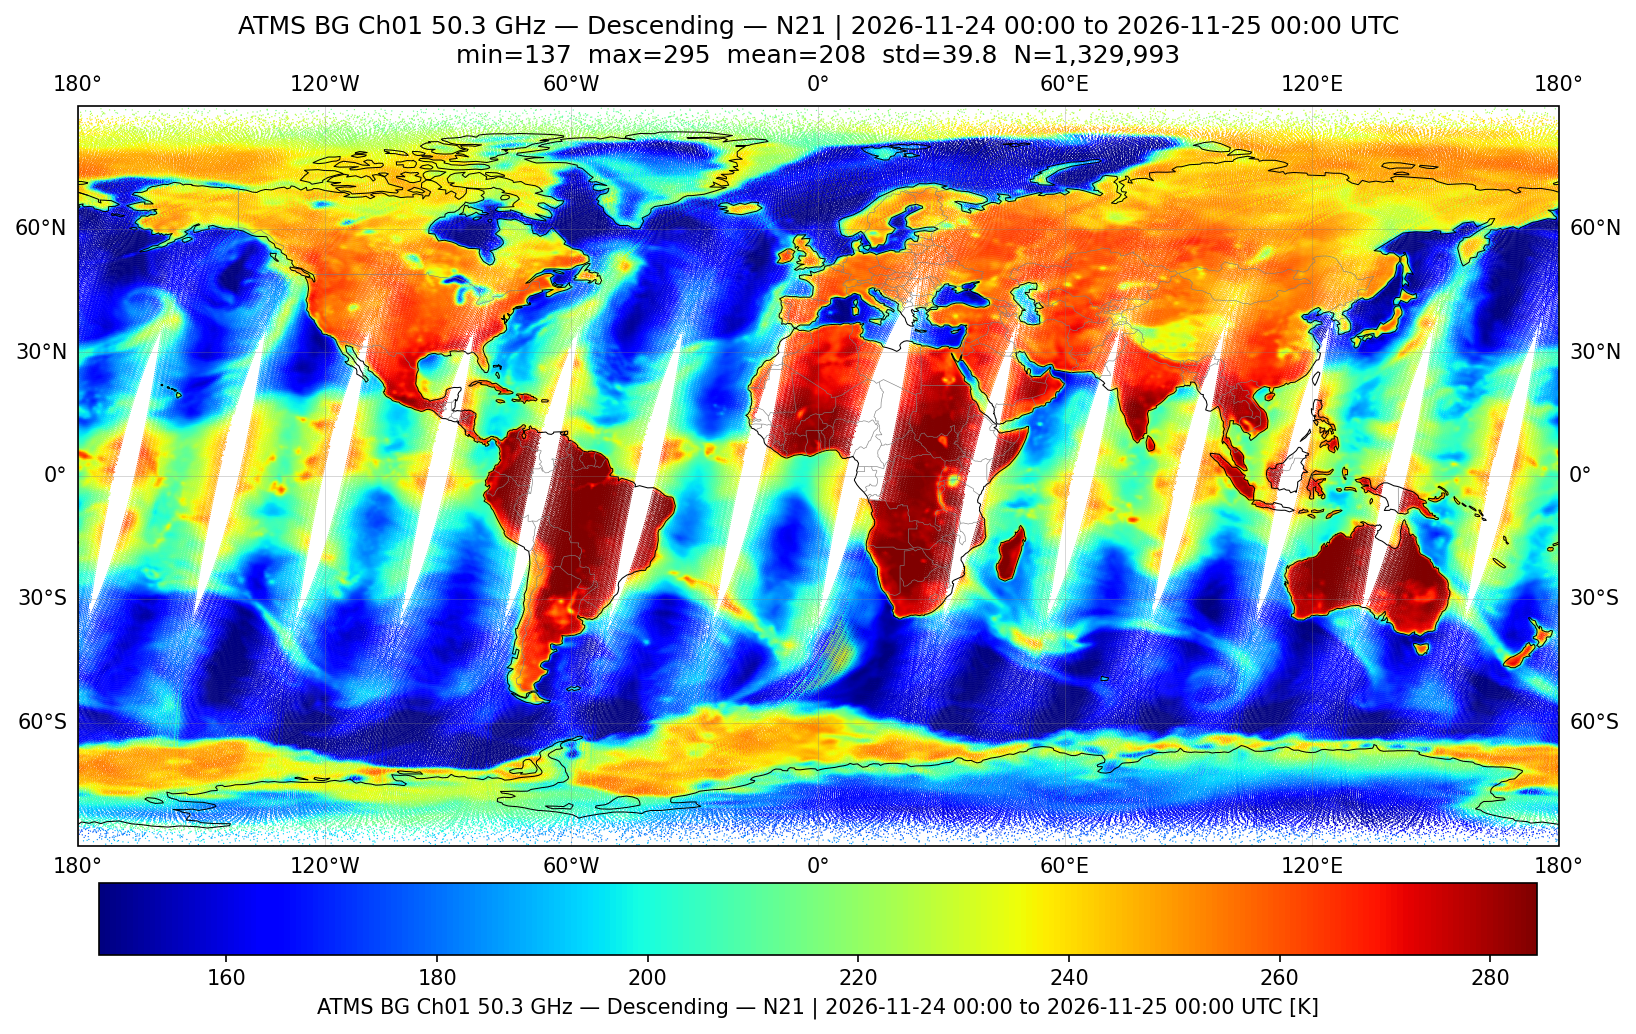 ATMS BG Ch01 50.3 GHz — Descending — N21 | 2026-11-24 00:00 to 2026-11-25 00:00 UTC
min=137 max=295 mean=208 std=39.8 N=1,329,993
180° 120°W 60°W 0° 60°E 120°E 180°
60°N 60°N
30°N 30°N
0° 0°
30°S 30°S
60°S 60°S
180° 120°W 60°W 0° 60°E 120°E 180°
160 180 200 220 240 260 280
ATMS BG Ch01 50.3 GHz — Descending — N21 | 2026-11-24 00:00 to 2026-11-25 00:00 UTC [K]